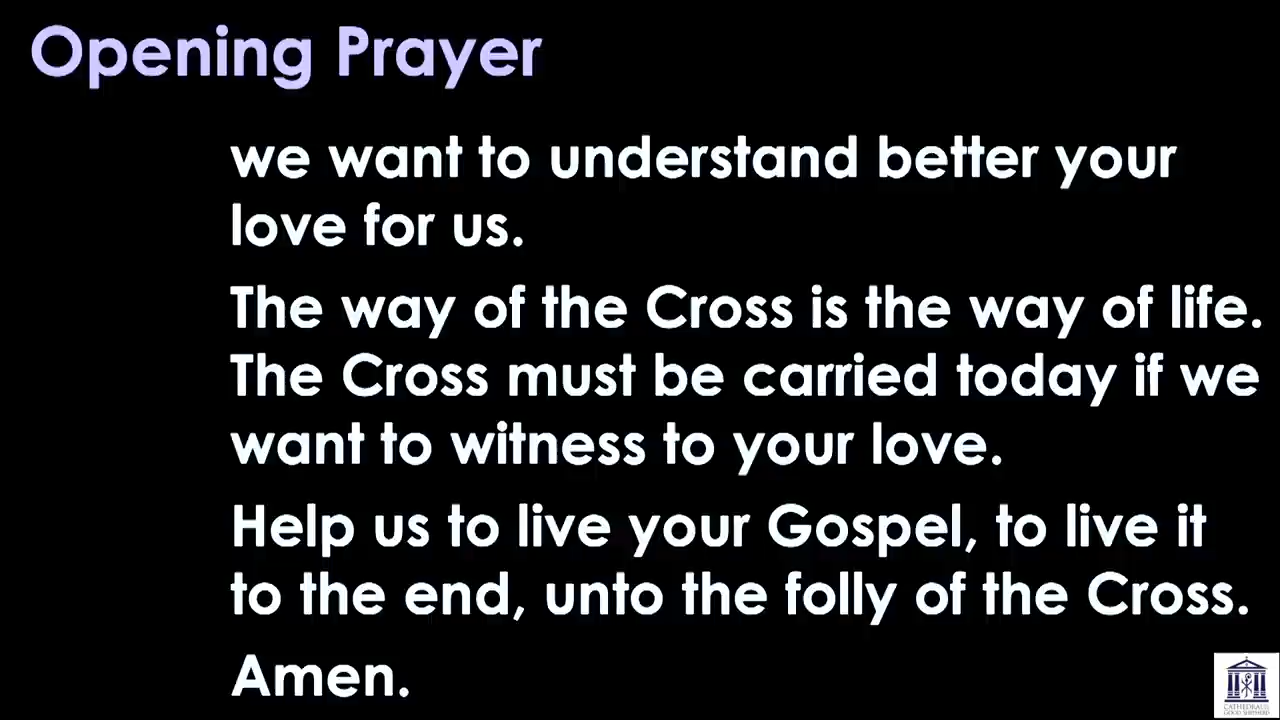 Opening Prayer
we want to understand better your
love for us.
The way of the Cross is the way of life.
The Cross must be carried today if we
want to witness to your love.
Help us to live your Gospel, to live it
to the end, unto the folly of the Cross.
Amen.
GOOD SHEPHERD